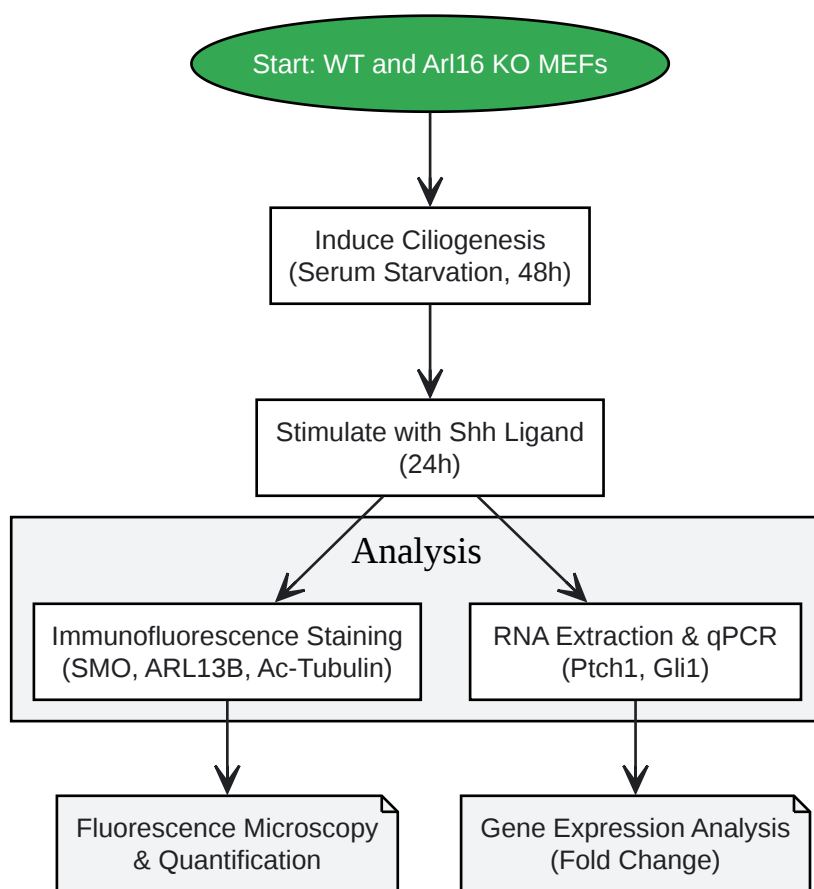 Start: WT and Arl16 KO MEFs
Induce Ciliogenesis
(Serum Starvation, 48h)
Stimulate with Shh Ligand
(24h)
Analysis
Immunofluorescence Staining
(SMO, ARL13B, Ac-Tubulin)
RNA Extraction & qPCR
(Ptch1, Gli1)
Fluorescence Microscopy
& Quantification
Gene Expression Analysis
(Fold Change)